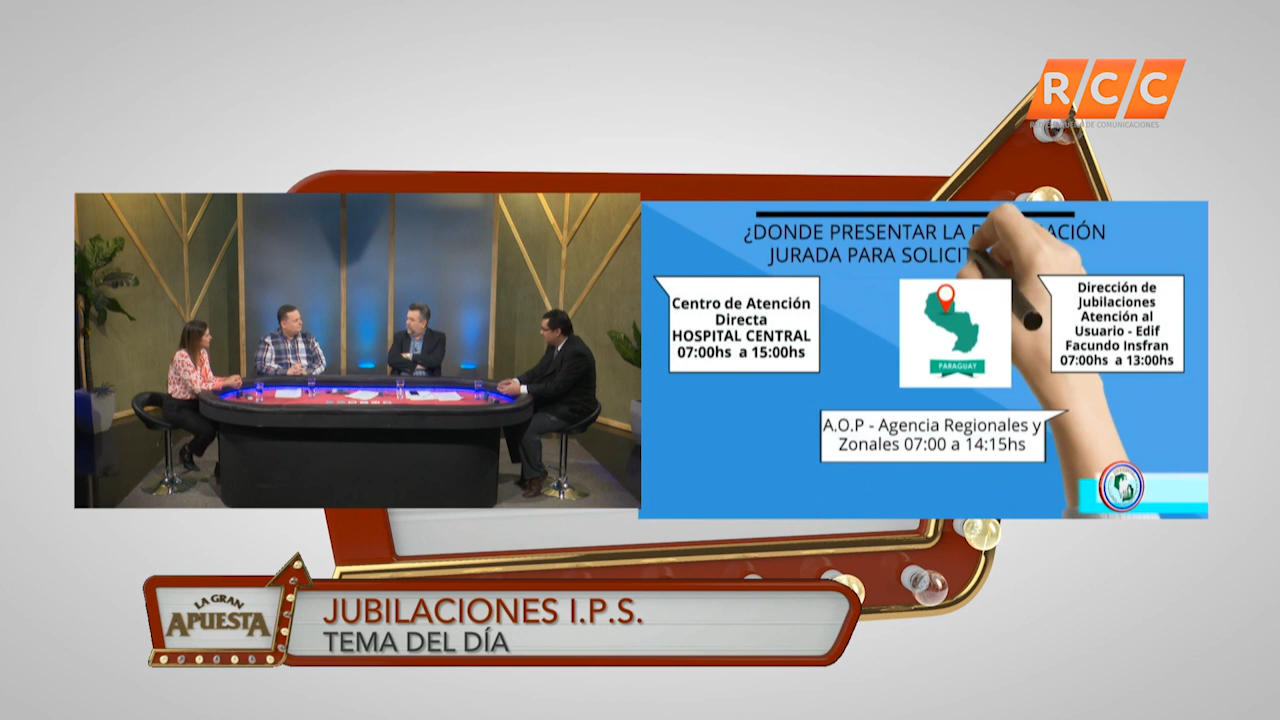 R/C/C
¿DONDE PRESENTAR LA
JURADA PARA SOLICIT
Centro de Atención
Directa
HOSPITAL CENTRAL
07:00hs a 15:00hs
PARAGUAY
Dirección de
Jubilaciones
Atención al
Usuario - Edif
Facundo Insfran
07:00hs a 13:00hs
A.O.P - Agencia Regionales y
Zonales 07:00 a 14:15hs
LA GRAN
APUESTA
JUBILACIONES I.P.S.
TEMA DEL DÍA